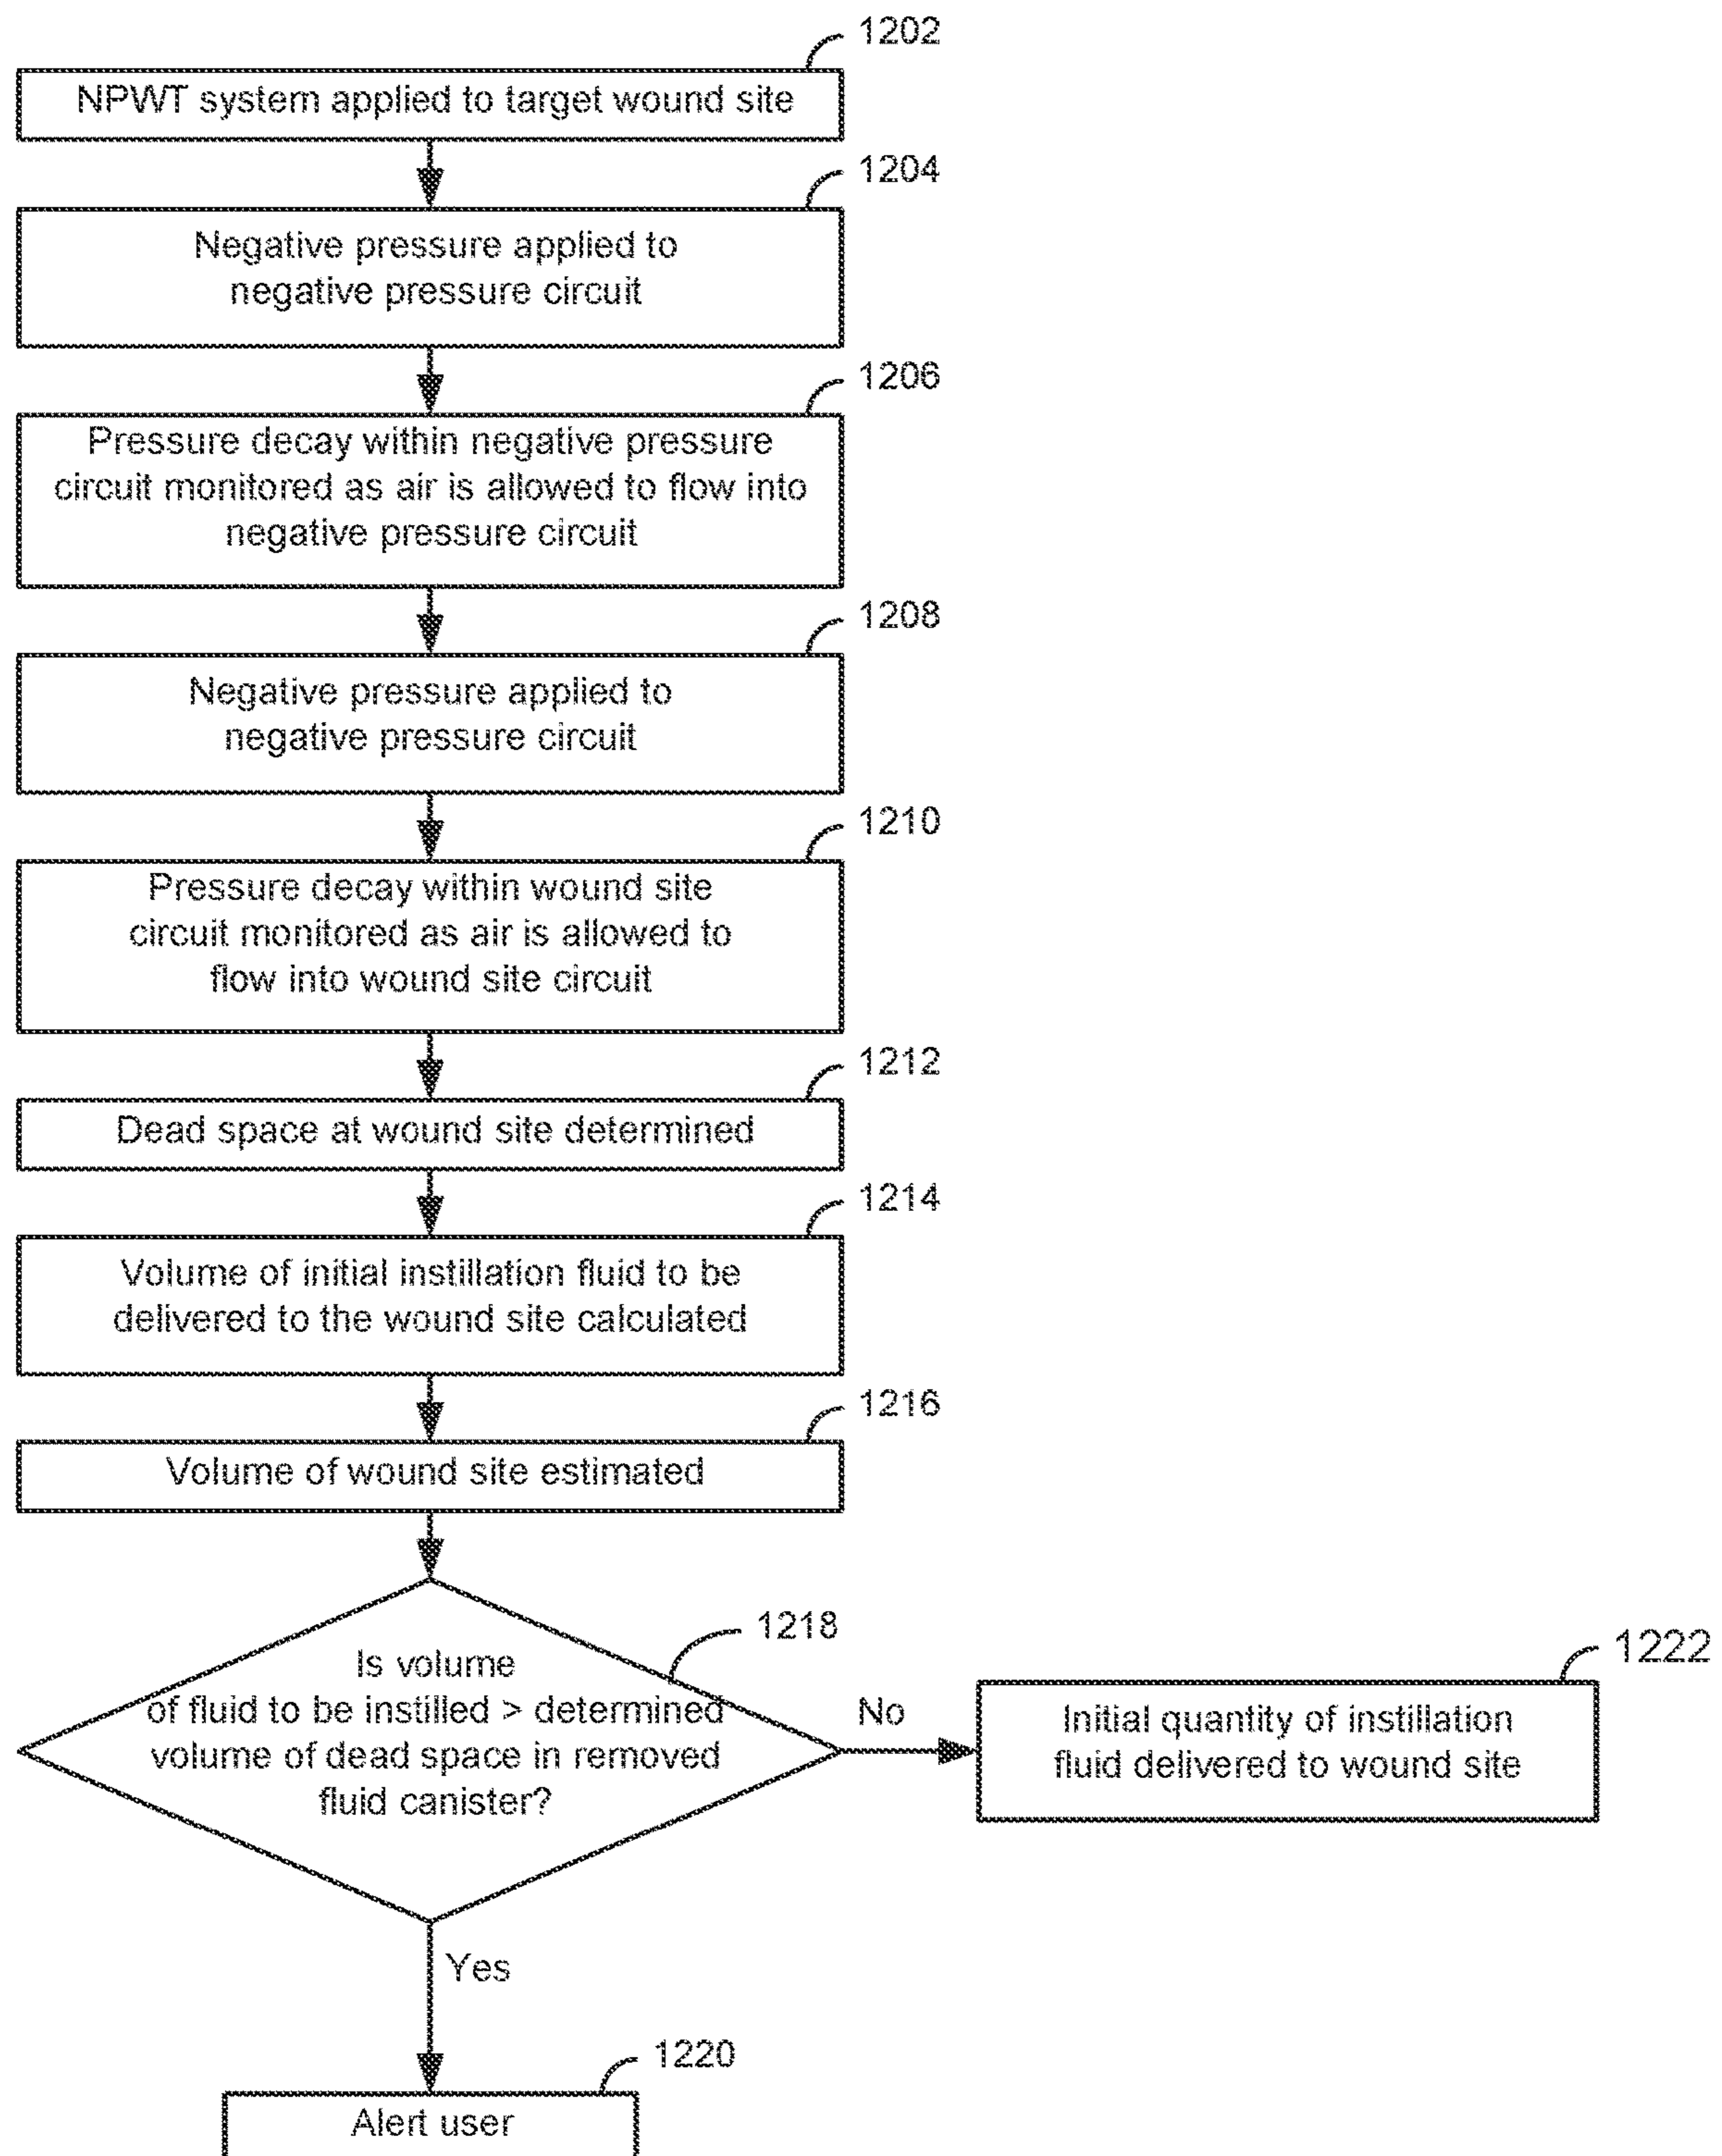 1202
NPWT system applied to target wound site
1204
Negative pressure applied to
negative pressure circuit
1206
Pressure decay within negative pressure
circuit monitored as air is allowed to flow into
negative pressure circuit
1208
Negative pressure applied to
negative pressure circuit
1210
Pressure decay within wound site
circuit monitored as air is allowed to
flow into wound site circuit
1212
Dead space at wound site determined
1214
Volume of initial instillation fluid to be
delivered to the wound site calculated
1216
Volume of wound site estimated
1218
Is volume
of fluid to be instilled > determined
volume of dead space in removed
fluid canister?
No
1222
Initial quantity of instillation
fluid delivered to wound site
Yes
1220
Alert user